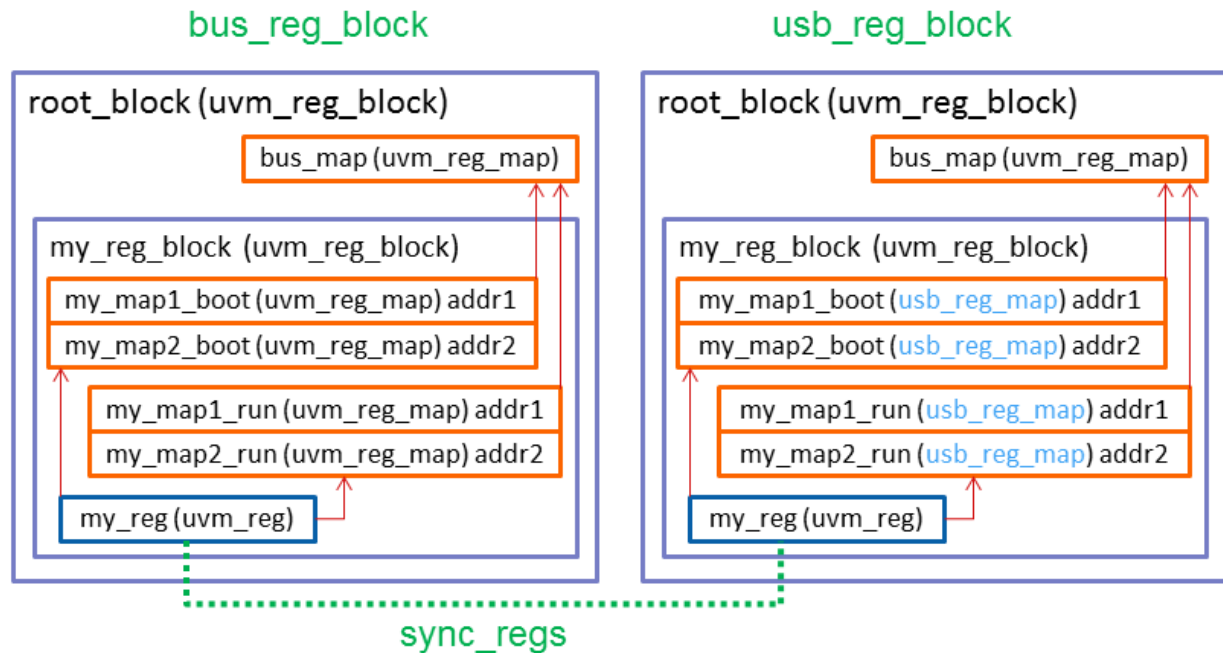 bus_reg_block
root_block (uvm_reg_block)
bus_map (uvm_reg_map)
my_reg_block (uvm_reg_block)
my_map1_boot (uvm_reg_map) addr1
my_map2_boot (uvm_reg_map) addr2
my_map1_run (uvm_reg_map) addr1
my_map2_run (uvm_reg_map) addr2
my_reg (uvm_reg)
usb_reg_block
root_block (uvm_reg_block)
bus_map (uvm_reg_map)
my_reg_block (uvm_reg_block)
my_map1_boot (usb_reg_map) addr1
my_map2_boot (usb_reg_map) addr2
my_map1_run (usb_reg_map) addr1
my_map2_run (usb_reg_map) addr2
my_reg (uvm_reg)
sync_regs